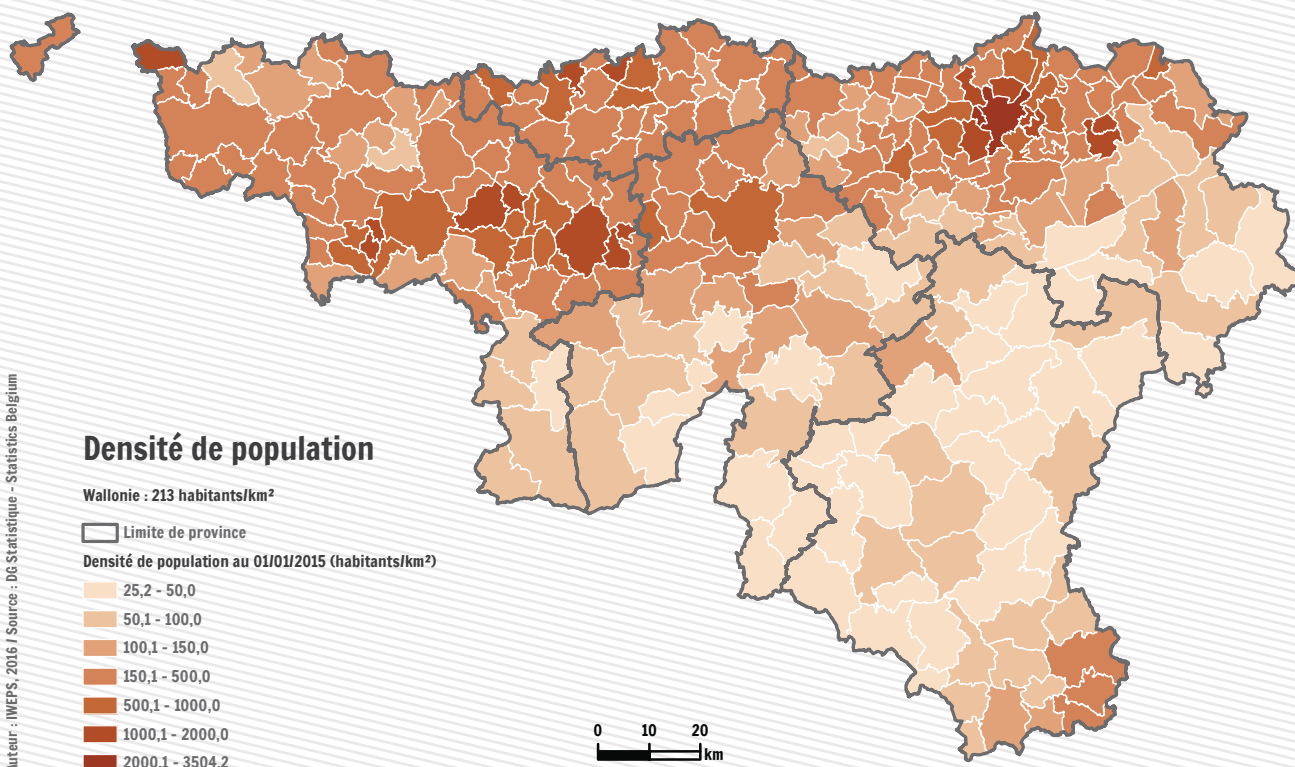 Densité de population
Wallonie : 213 habitants/km²
Limite de province
Densité de population au 01/01/2015 (habitants/km²)
25,2 - 50,0
50,1 - 100,0
100,1 - 150,0
150,1 - 500,0
500,1 - 1000,0
1000,1 - 2000,0
2000,1 - 3504,2
0 10 20
km
uteur : IWEPS, 2016 / Source : DG Statistique - Statistics Belgium